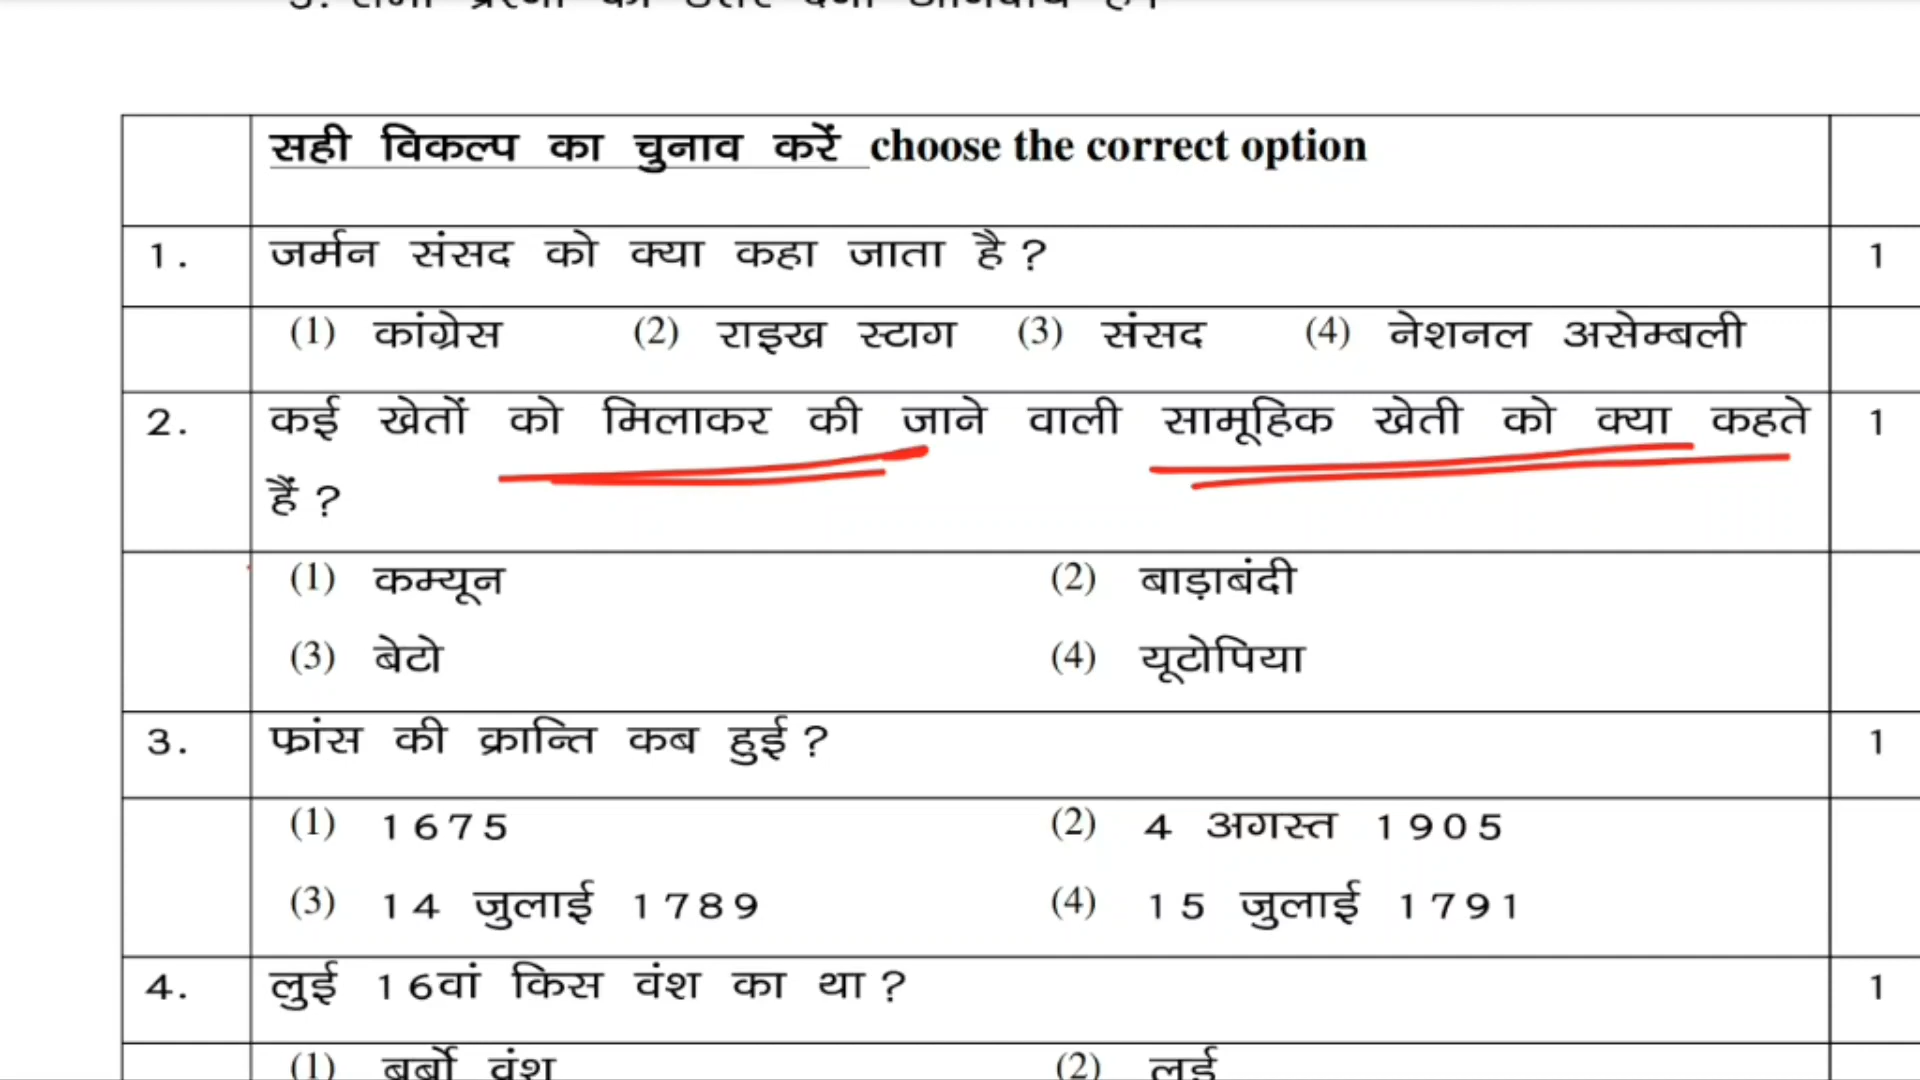 सही विकल्प का चुनाव करें choose the correct option
1. जर्मन संसद को क्या कहा जाता है ? 1
(1) कांग्रेस (2) राइख स्टाग (3) संसद (4) नेशनल असेम्बली
2. कई खेतों को मिलाकर की जाने वाली सामूहिक खेती को क्या कहते 1
हैं ?
(1) कम्यून (2) बाड़ाबंदी
(3) बेटो (4) यूटोपिया
3. फ्रांस की क्रान्ति कब हुई ? 1
(1) 1675 (2) 4 अगस्त 1905
(3) 14 जुलाई 1789 (4) 15 जुलाई 1791
4. लुई 16वां किस वंश का था ? 1
(1) बूर्बो वंश (2) लुई